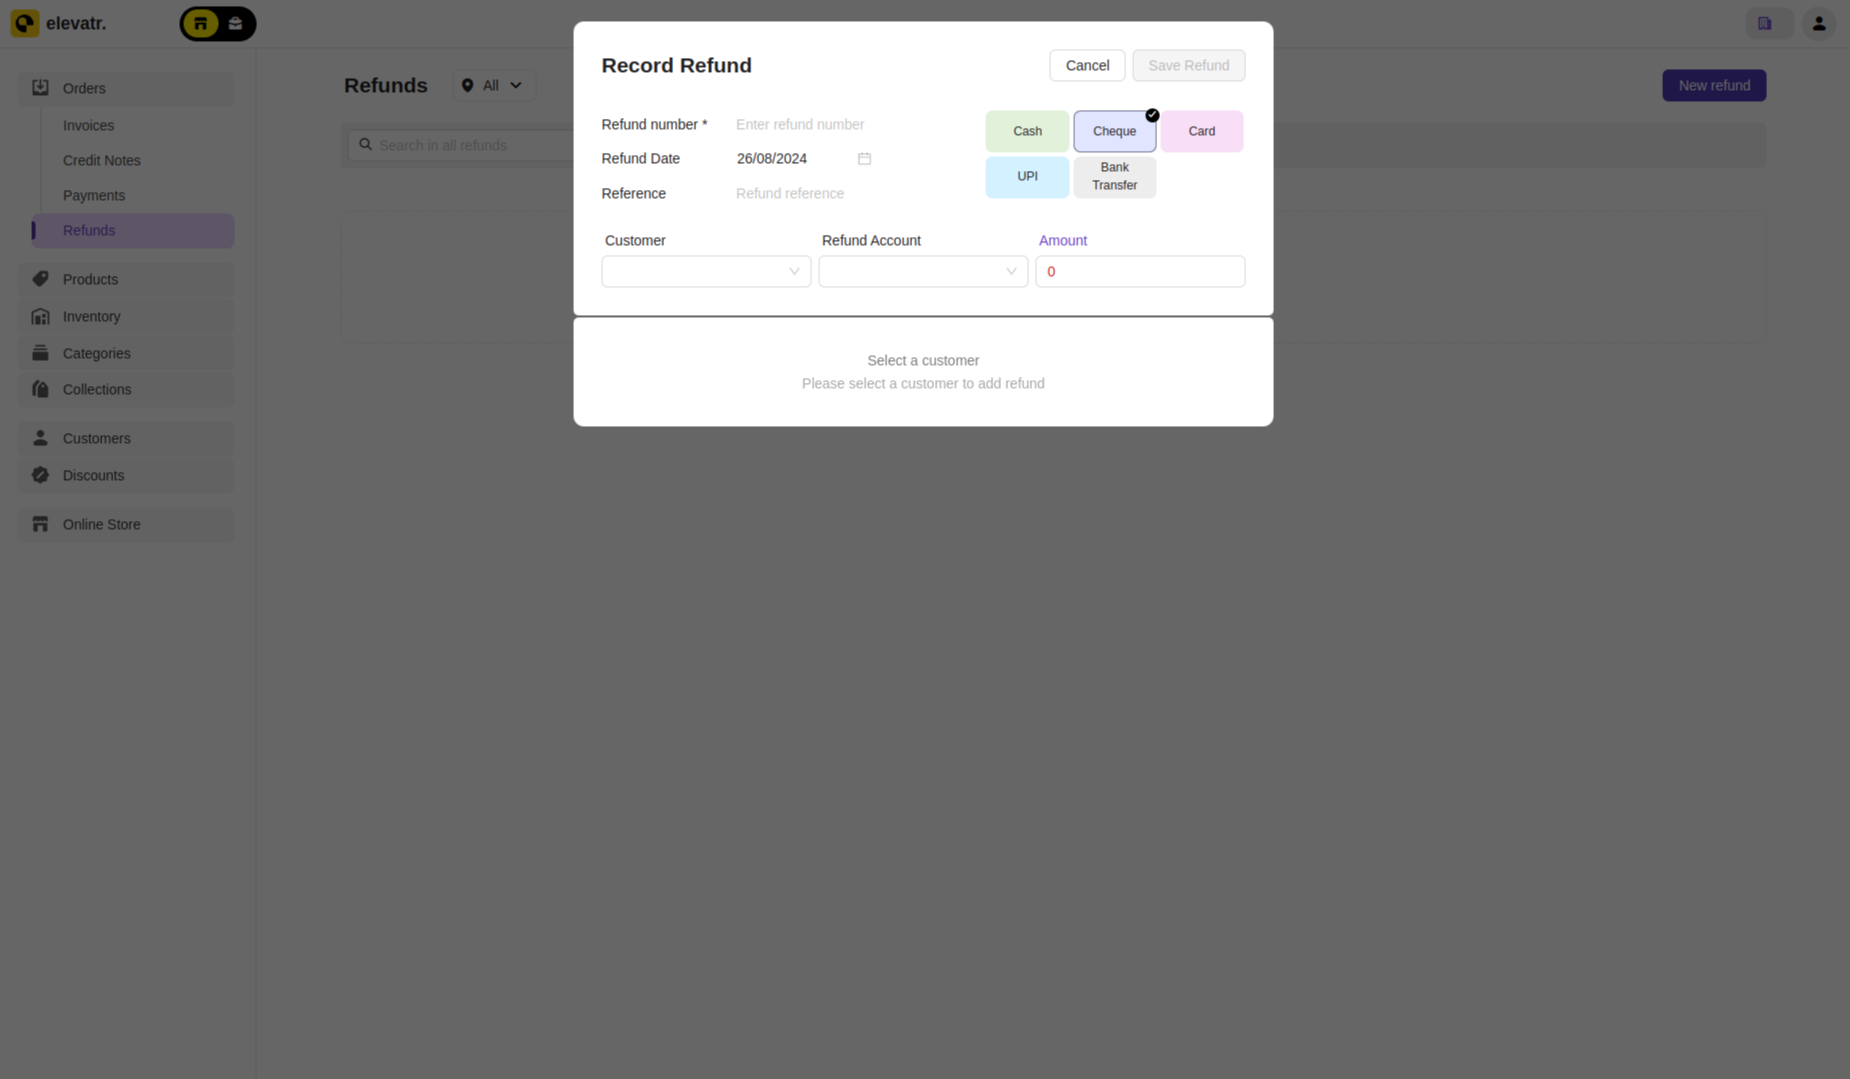 elevatr.
Orders
Invoices
Credit Notes
Payments
Refunds
Products
Inventory
Categories
Collections
Customers
Discounts
Online Store
Refunds
All
New refund
Search in all refunds
Record Refund
Cancel
Save Refund
Refund number * Enter refund number
Refund Date 26/08/2024
Reference Refund reference
Cash
Cheque
Card
UPI
Bank
Transfer
Customer
Refund Account
Amount
0
Select a customer
Please select a customer to add refund